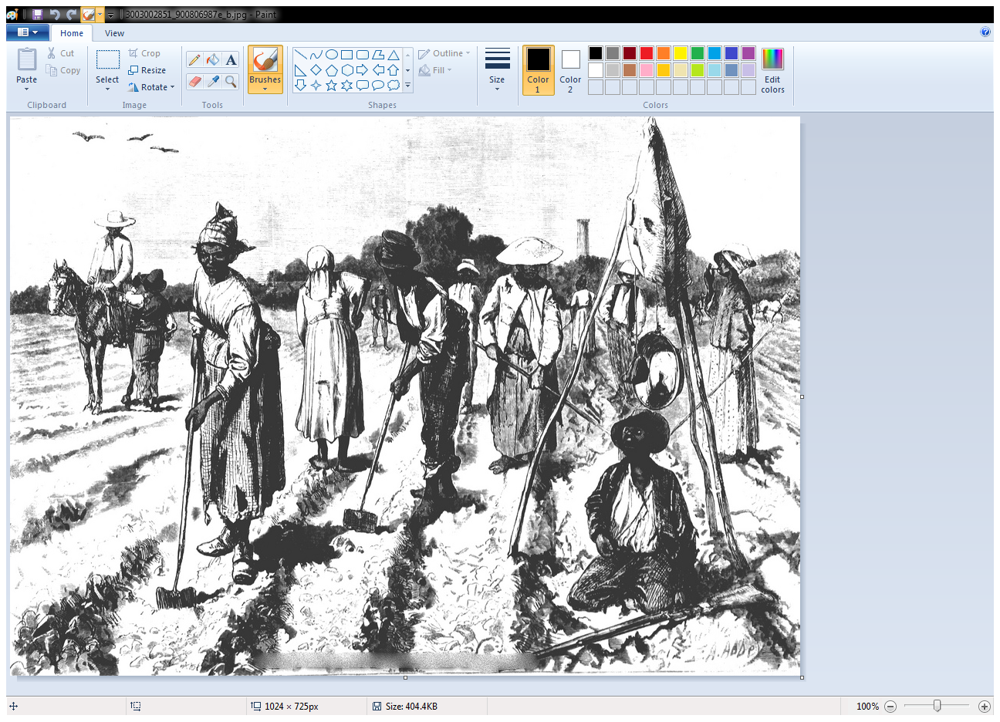 3003002851_900806987e_b.jpg - Paint
Home View
Paste
Cut
Copy
Clipboard
Select
Crop
Resize
Rotate
Image
A
Tools
Brushes
Shapes
Outline
Fill
Size
Color 1
Color 2
Edit colors
Colors
1024 × 725px
Size: 404.4KB
100%